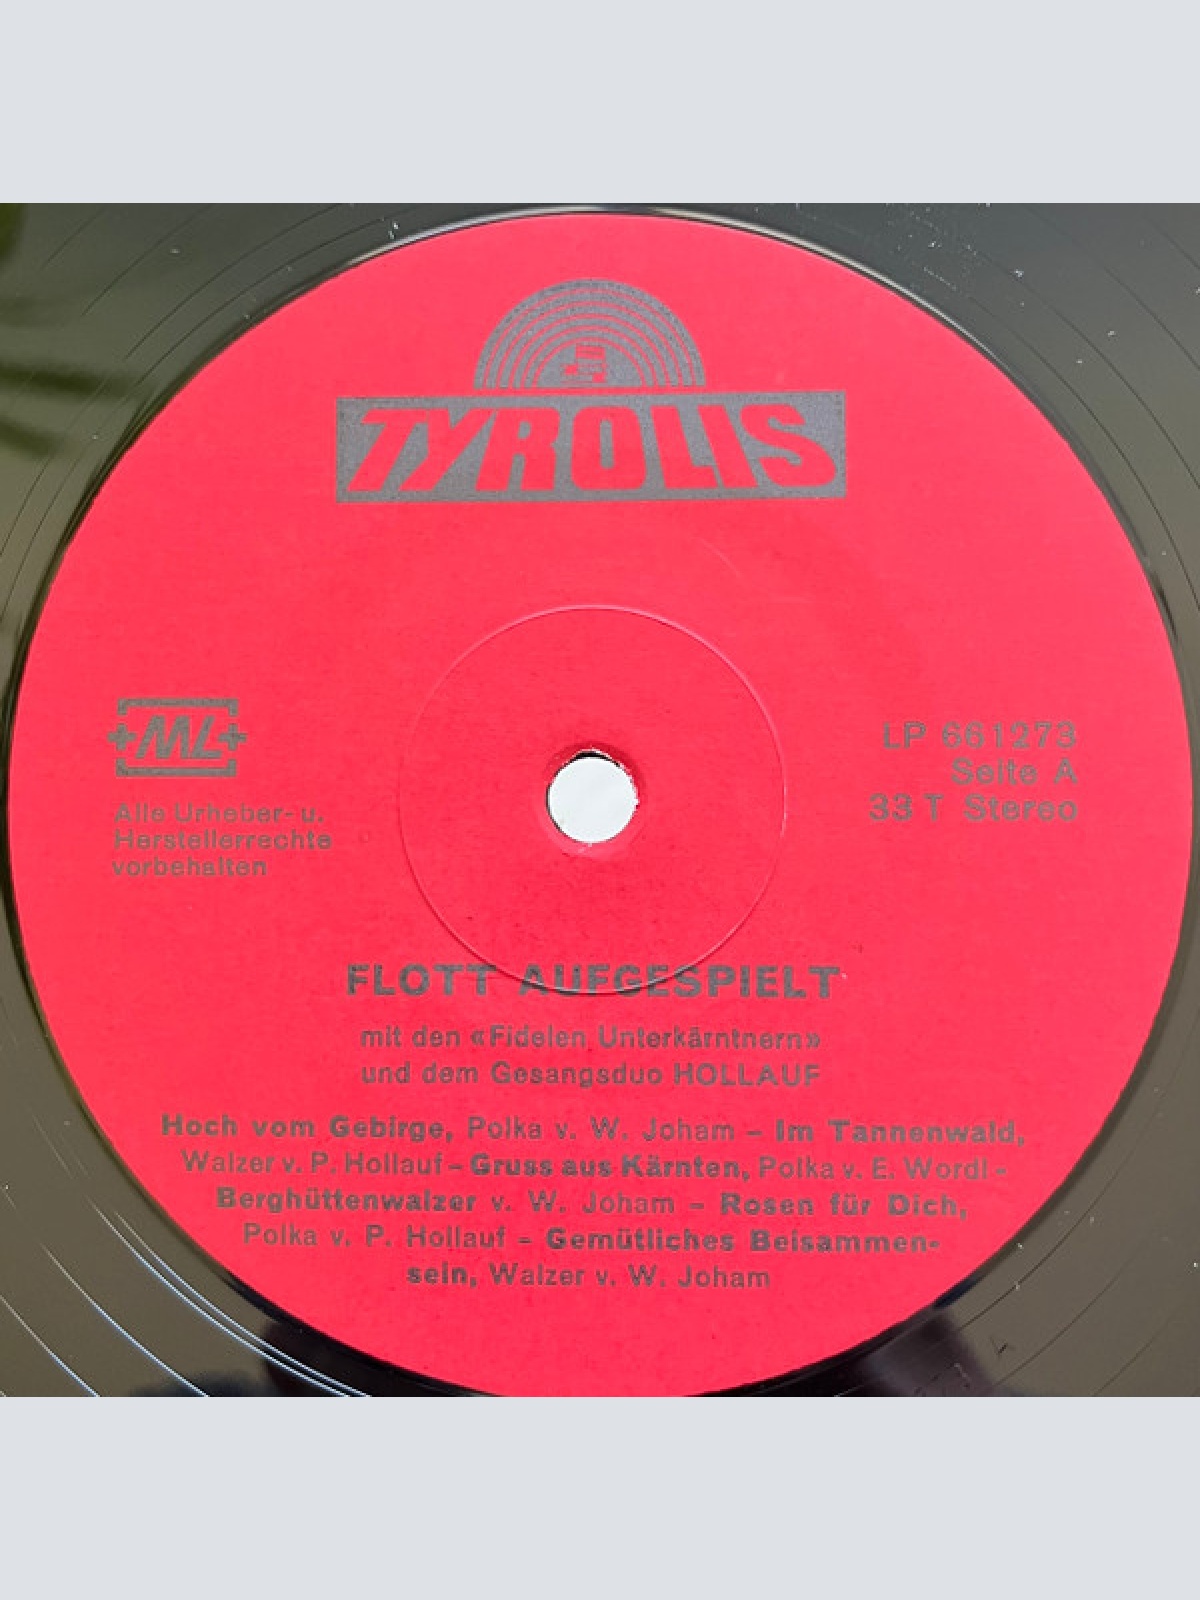 TYROLIS
ML
Alle Urheber- u.
Herstellerrechte
vorbehalten
LP 661273
Seite A
33 T Stereo
FLOTT AUFGESPIELT
mit den «Fidelen Unterkärntnern»
und dem Gesangsduo HOLLAUF
Hoch vom Gebirge, Polka v. W. Joham – Im Tannenwald,
Walzer v. P. Hollauf – Gruss aus Kärnten, Polka v. E. Wordl –
Berghüttenwalzer v. W. Joham – Rosen für Dich,
Polka v. P. Hollauf – Gemütliches Beisammen-
sein, Walzer v. W. Joham